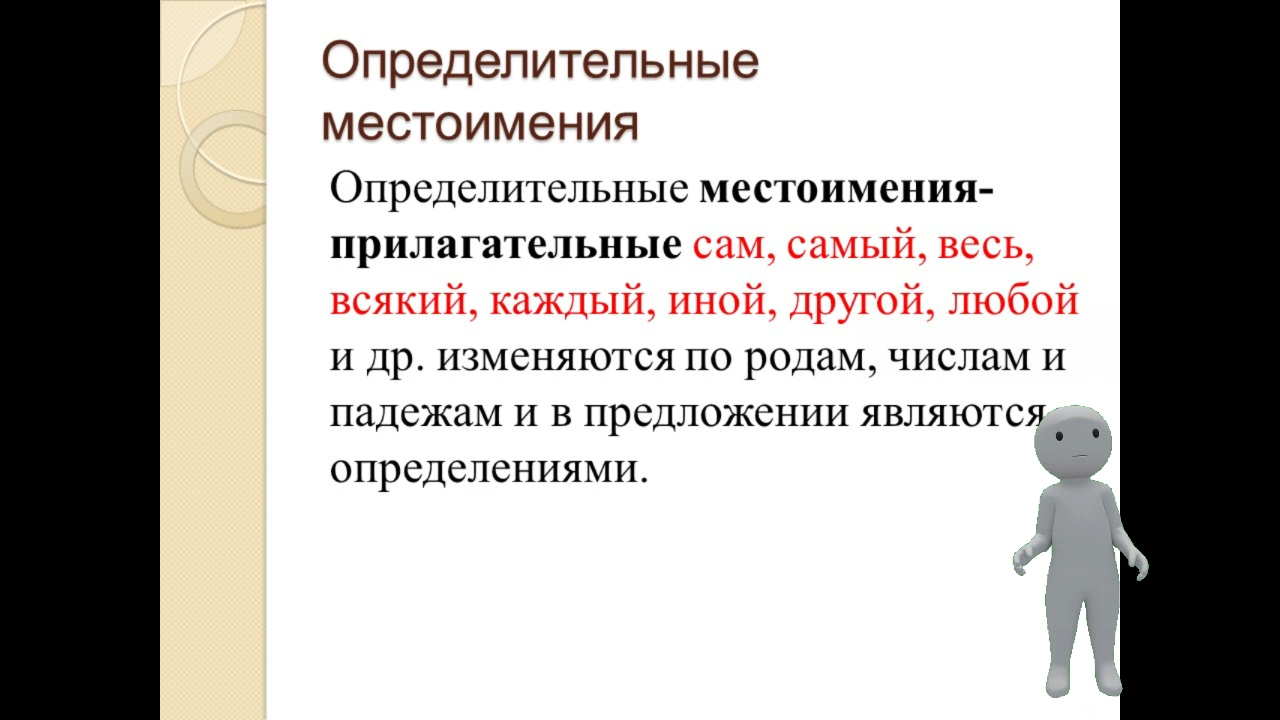 Определительные
местоимения
Определительные местоимения-
прилагательные сам, самый, весь,
всякий, каждый, иной, другой, любой
и др. изменяются по родам, числам и
падежам и в предложении являются
определениями.